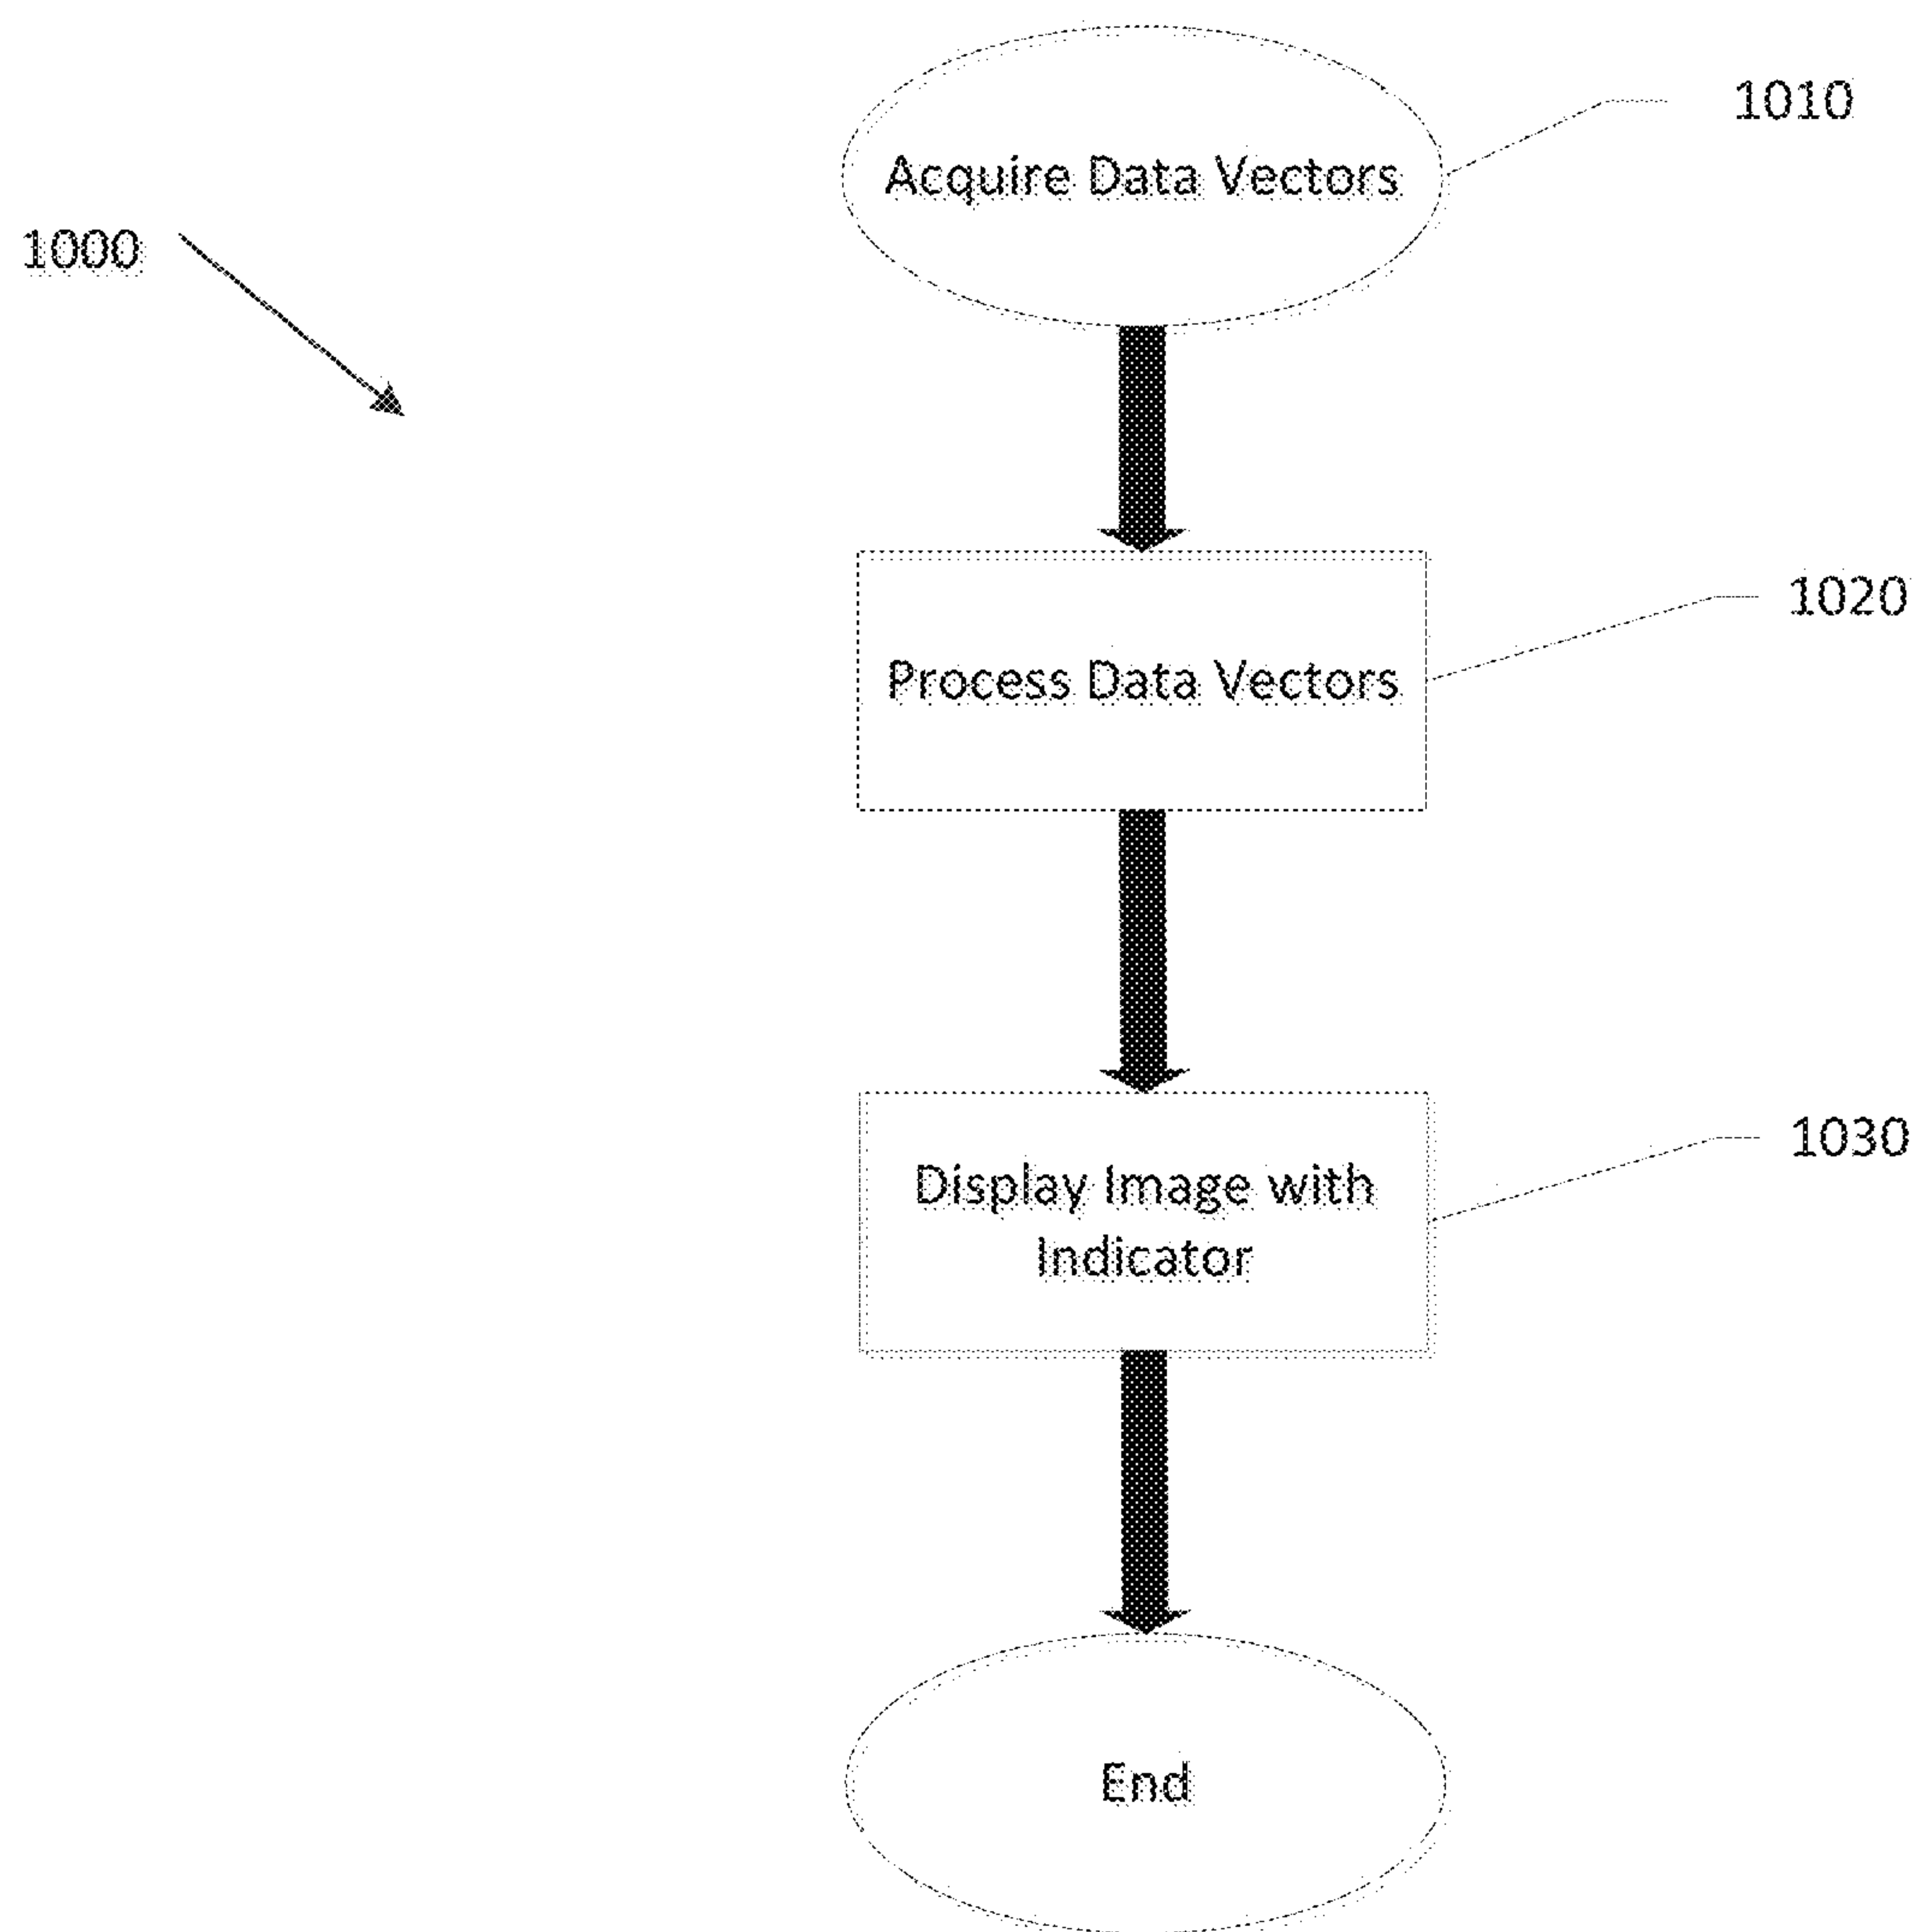 1010
Acquire Data Vectors
1000
1020
Process Data Vectors
1030
Display Image with
Indicator
End